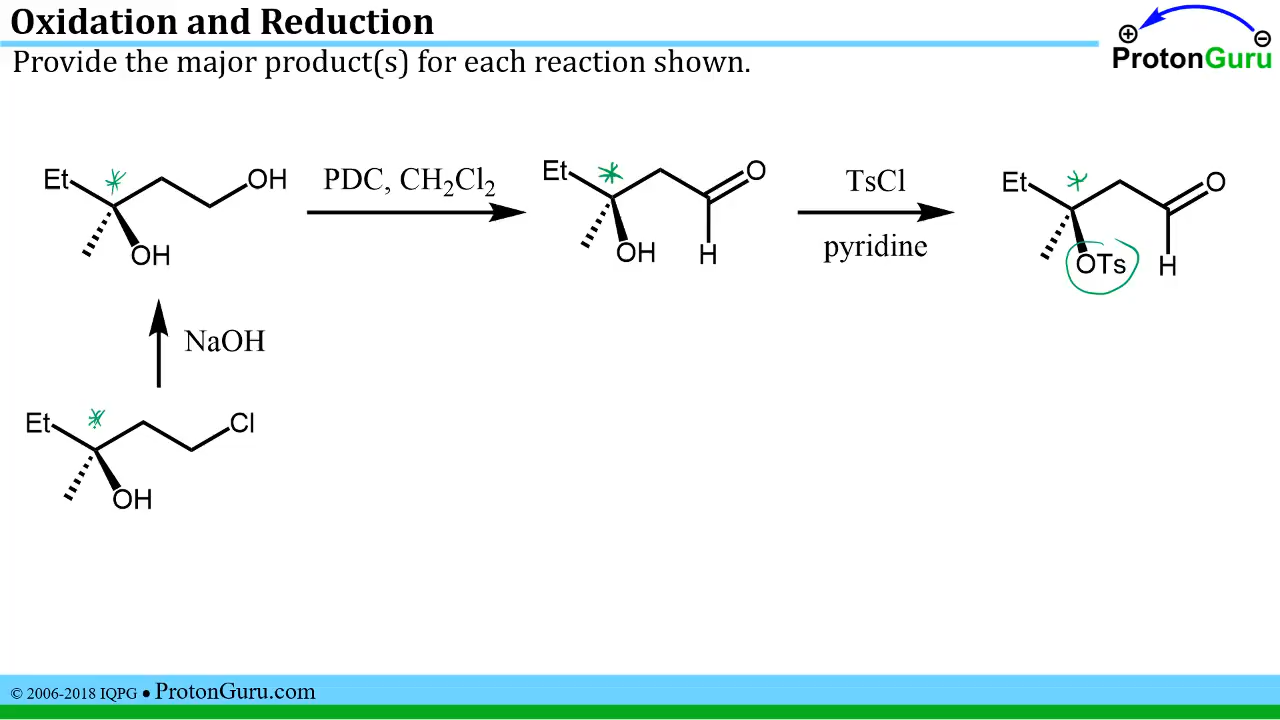 Oxidation and Reduction
Provide the major product(s) for each reaction shown.
⊕ ⊖
ProtonGuru
Et * OH
OH
PDC, CH₂Cl₂
Et * O
OH H
TsCl
pyridine
Et * O
OTs H
NaOH
Et * Cl
OH
© 2006-2018 IQPG ● ProtonGuru.com